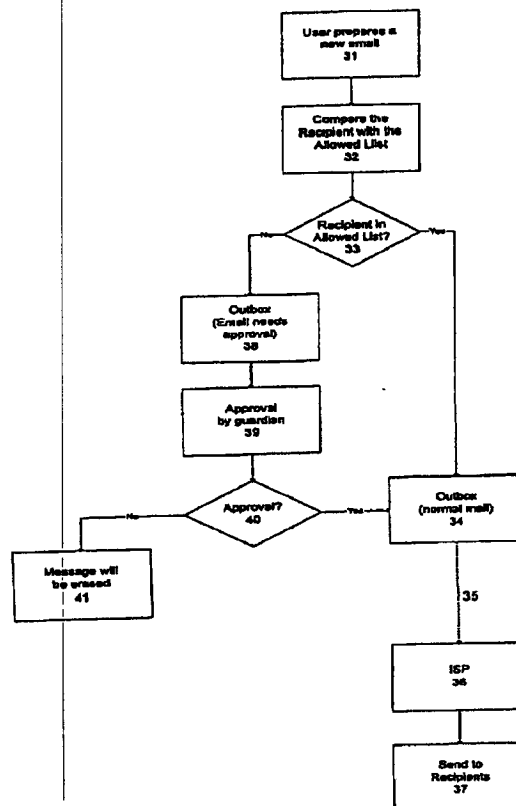 User prepares a
new email
31
Compare the
Recipient with the
Allowed List
32
Recipient in
Allowed List?
33
No
Yes
Outbox
(Email needs
approval)
38
Approval
by guardian
39
Approval?
40
No
Yes
Outbox
(normal mail)
34
Message will
be erased
41
35
ISP
36
Send to
Recipients
37